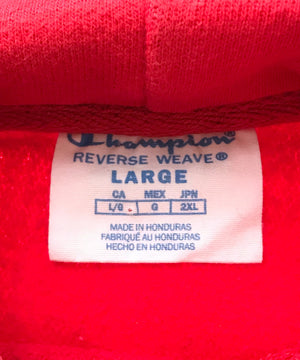 Champion
REVERSE WEAVE®
LARGE
CA MEX JPN
L/G G 2XL
MADE IN HONDURAS
FABRIQUÉ AU HONDURAS
HECHO EN HONDURAS